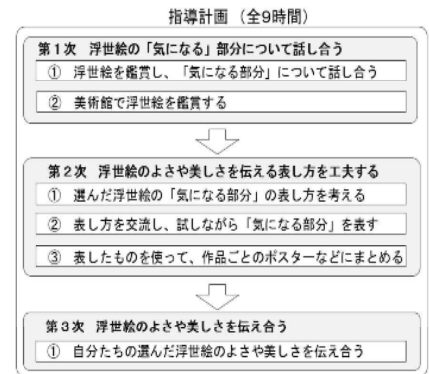 指導計画（全9時間）
第1次 浮世絵の「気になる」部分について話し合う
① 浮世絵を鑑賞し、「気になる部分」について話し合う
② 美術館で浮世絵を鑑賞する
第2次 浮世絵のよさや美しさを伝える表し方を工夫する
① 選んだ浮世絵の「気になる部分」の表し方を考える
② 表し方を交流し、試しながら「気になる部分」を表す
③ 表したものを使って、作品ごとのポスターなどにまとめる
第3次 浮世絵のよさや美しさを伝え合う
① 自分たちの選んだ浮世絵のよさや美しさを伝え合う